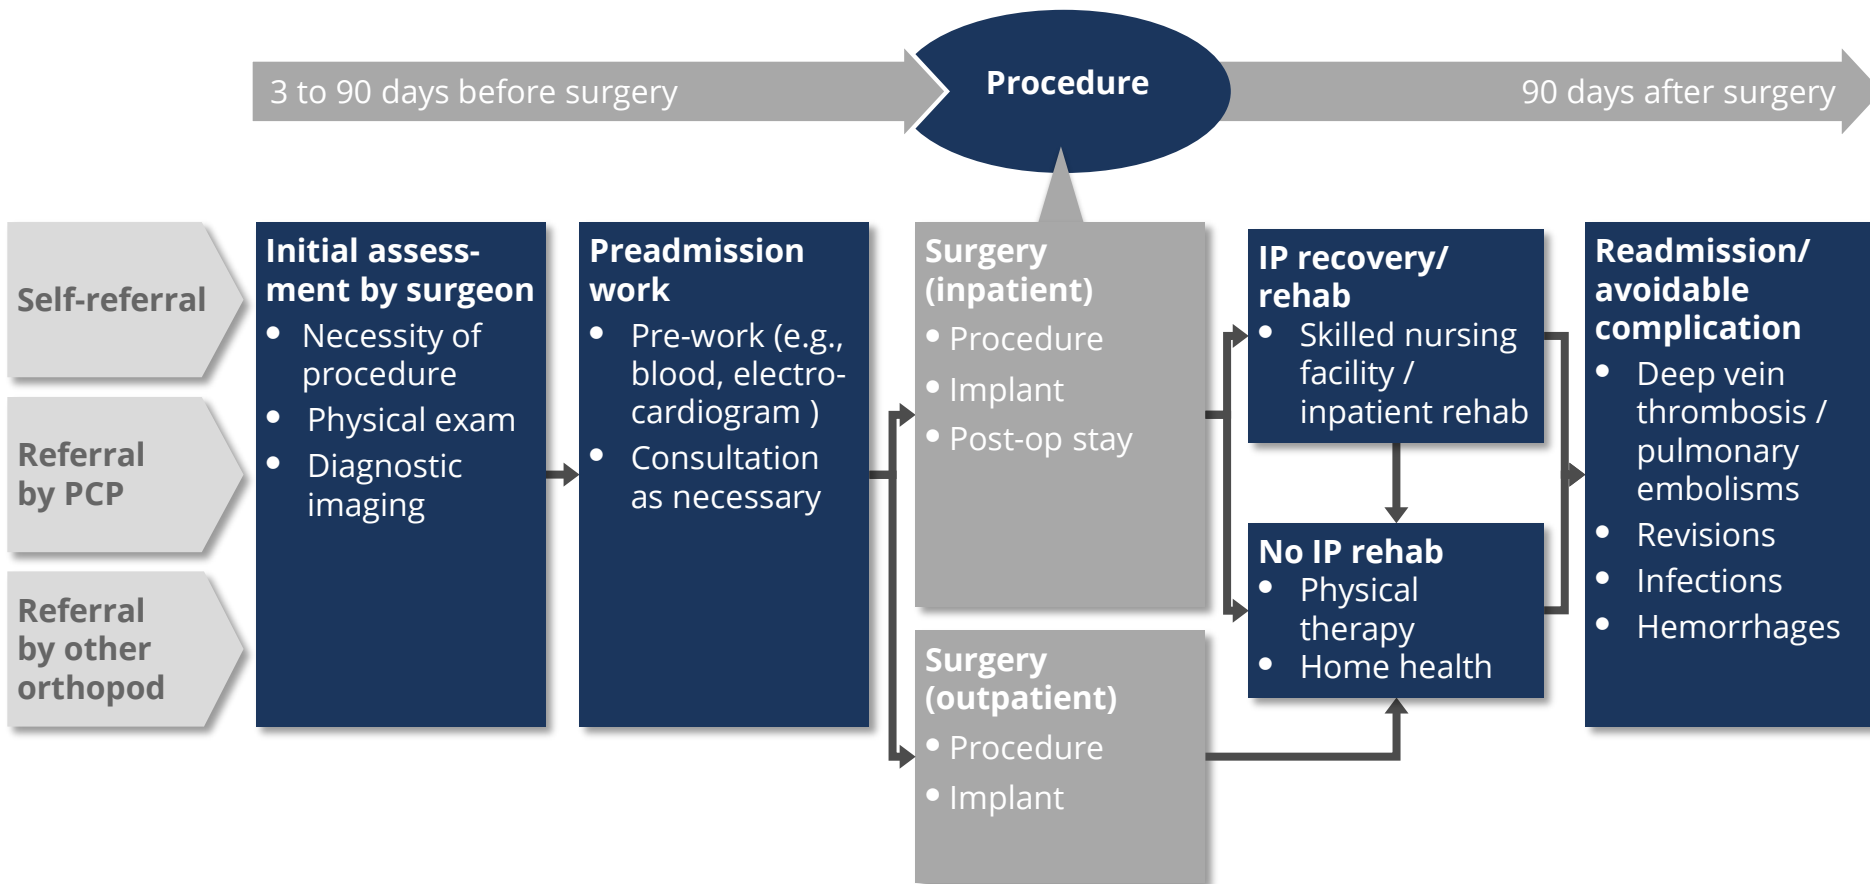 3 to 90 days before surgery
Procedure
90 days after surgery
Self-referral
Referral
by PCP
Referral
by other
orthopod
Initial assess-
ment by surgeon
• Necessity of
procedure
• Physical exam
• Diagnostic
imaging
Preadmission
work
• Pre-work (e.g.,
blood, electro-
cardiogram )
• Consultation
as necessary
Surgery
(inpatient)
• Procedure
• Implant
• Post-op stay
Surgery
(outpatient)
• Procedure
• Implant
IP recovery/
rehab
• Skilled nursing
facility /
inpatient rehab
No IP rehab
• Physical
therapy
• Home health
Readmission/
avoidable
complication
• Deep vein
thrombosis /
pulmonary
embolisms
• Revisions
• Infections
• Hemorrhages